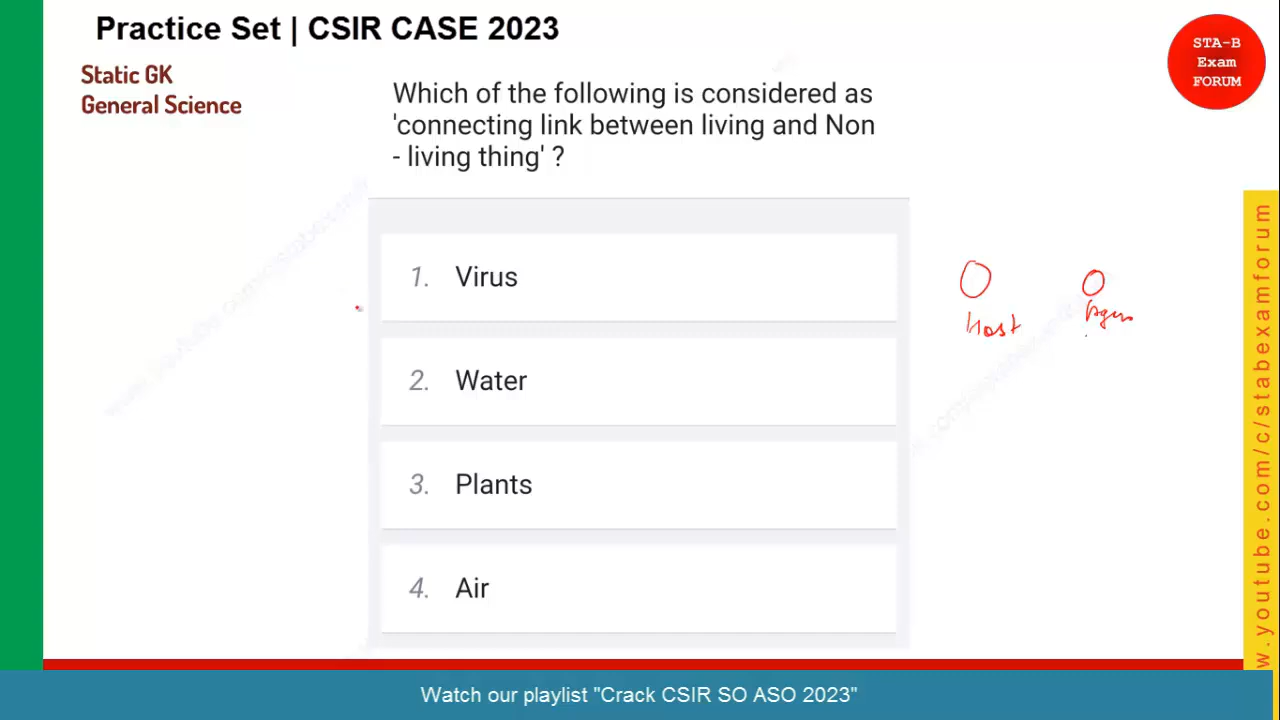 Practice Set | CSIR CASE 2023
STA-B
Exam
FORUM
Static GK
General Science
Which of the following is considered as
'connecting link between living and Non
- living thing' ?
1. Virus
2. Water
3. Plants
4. Air
Host
w.youtube.com/c/stabexamforum
Watch our playlist "Crack CSIR SO ASO 2023"